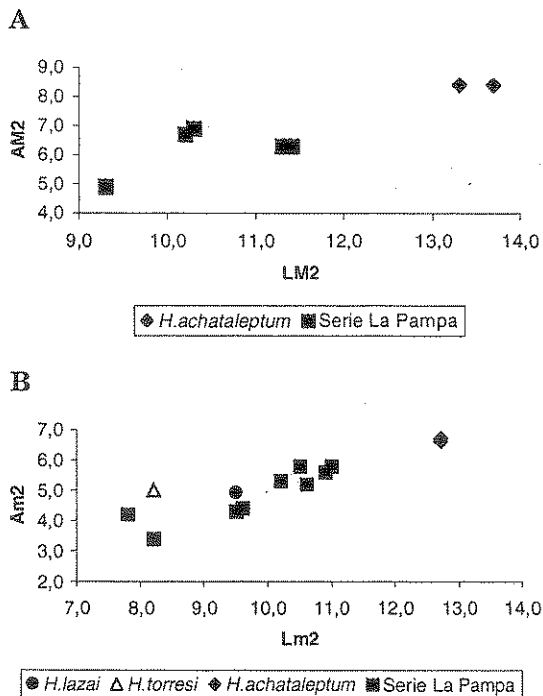 A
9,0
8,0
7,0
6,0
5,0
4,0
AM2
9,0 10,0 11,0 12,0 13,0 14,0
LM2
H.achataleptum Serie La Pampa
B
7,0
6,0
5,0
4,0
3,0
2,0
Am2
7,0 8,0 9,0 10,0 11,0 12,0 13,0 14,0
Lm2
H.lazai H.torresi H.achataleptum Serie La Pampa